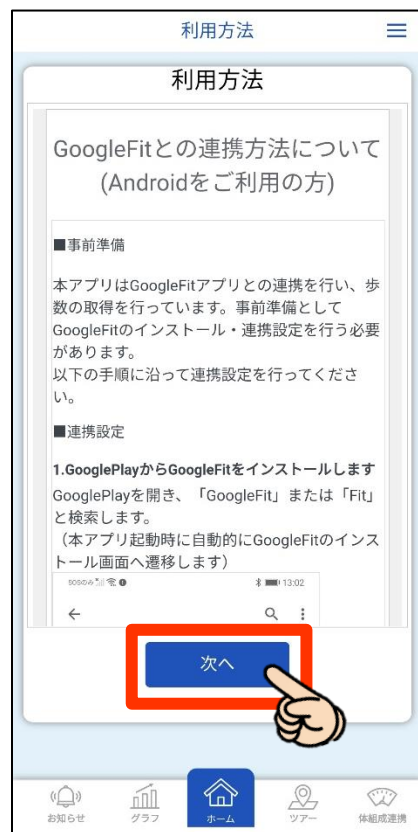 利用方法
利用方法
GoogleFitとの連携方法について
(Androidをご利用の方)
■事前準備
本アプリはGoogleFitアプリとの連携を行い、歩
数の取得を行っています。事前準備として
GoogleFitのインストール・連携設定を行う必要
があります。
以下の手順に沿って連携設定を行ってくださ
い。
■連携設定
1.GooglePlayからGoogleFitをインストールします
GooglePlayを開き、「GoogleFit」または「Fit」
と検索します。
（本アプリ起動時に自動的にGoogleFitのインス
トール画面へ遷移します）
SOSのみ 13:02
次へ
お知らせ グラフ ホーム ツアー 体組成連携